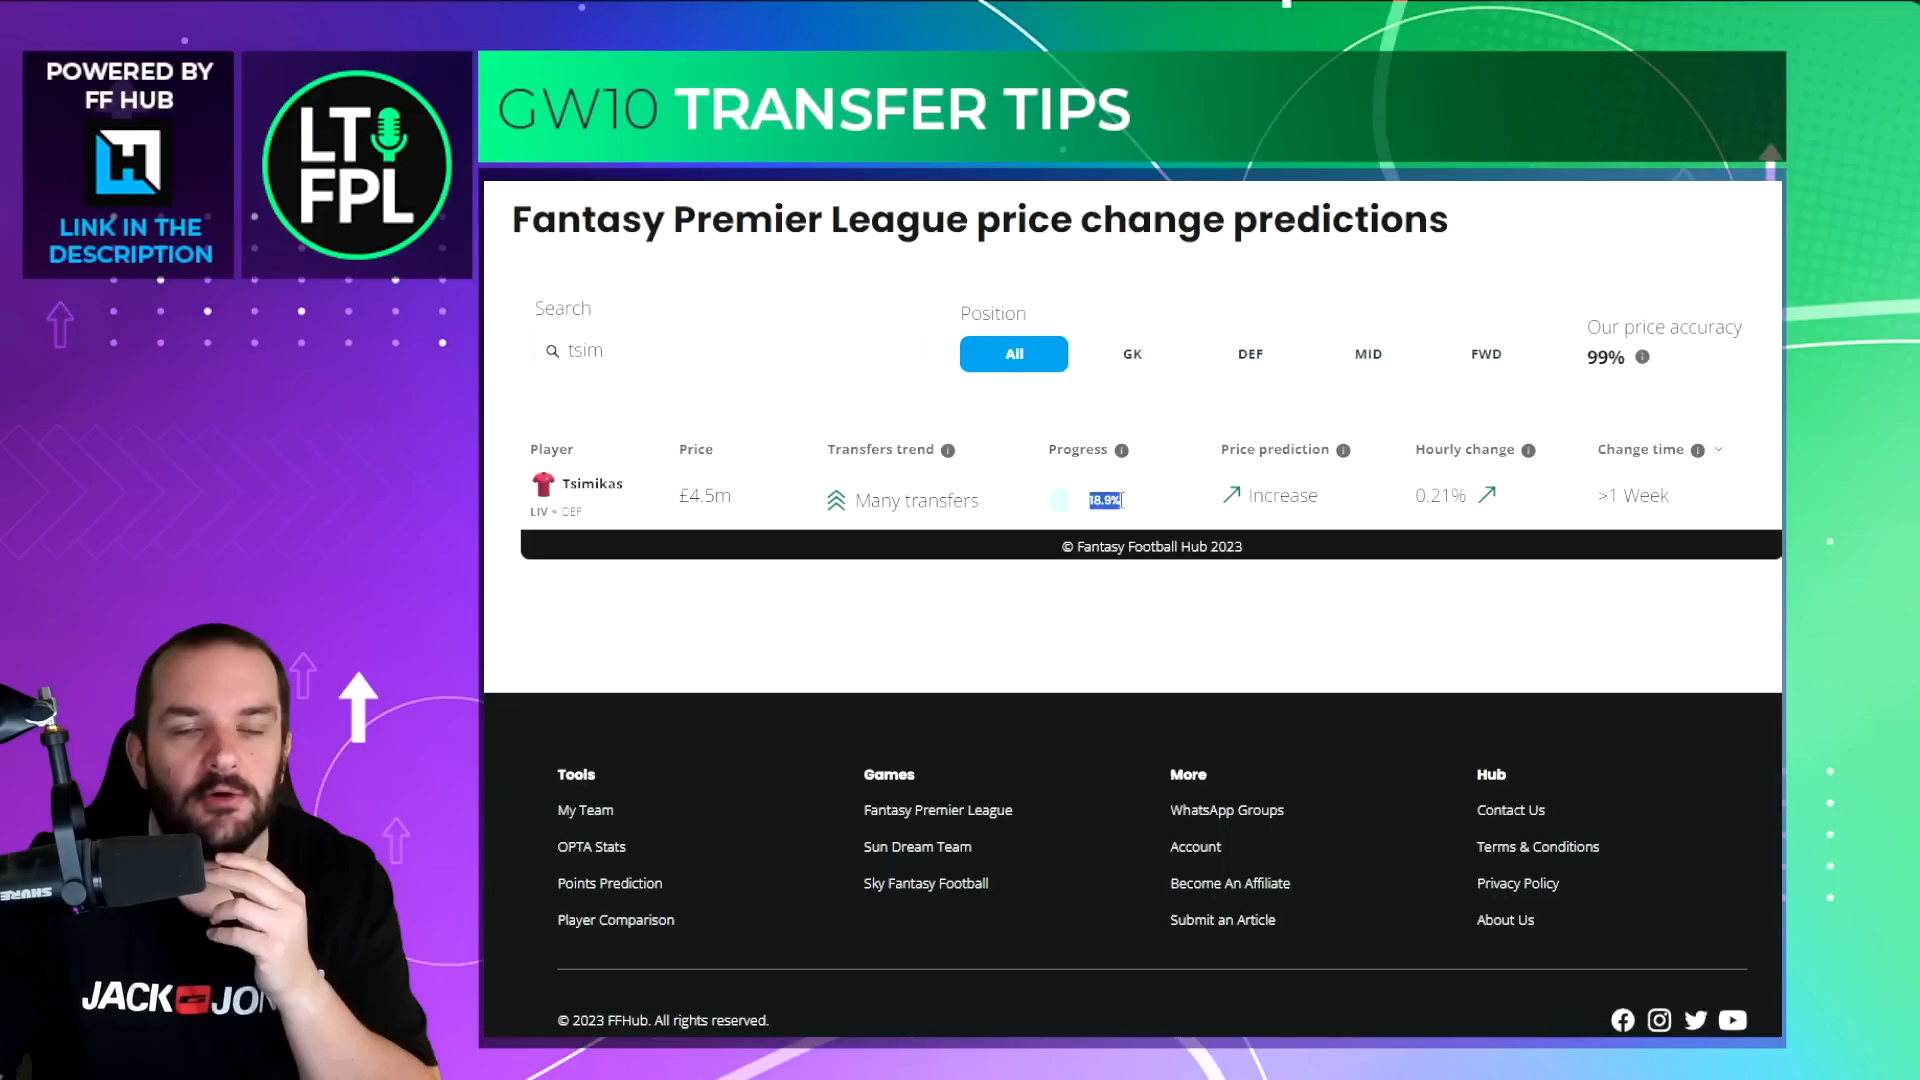 POWERED BY
FF HUB
LINK IN THE
DESCRIPTION
LT
FPL
GW10 TRANSFER TIPS
Fantasy Premier League price change predictions
Search
tsim
Position
All
GK
DEF
MID
FWD
Our price accuracy
99%
Player
Price
Transfers trend
Progress
Price prediction
Hourly change
Change time
Tsimikas
LIV • DEF
£4.5m
Many transfers
18.9%
Increase
0.21%
>1 Week
© Fantasy Football Hub 2023
Tools
My Team
OPTA Stats
Points Prediction
Player Comparison
Games
Fantasy Premier League
Sun Dream Team
Sky Fantasy Football
More
WhatsApp Groups
Account
Become An Affiliate
Submit an Article
Hub
Contact Us
Terms & Conditions
Privacy Policy
About Us
© 2023 FFHub. All rights reserved.
SHURE
JACK JON